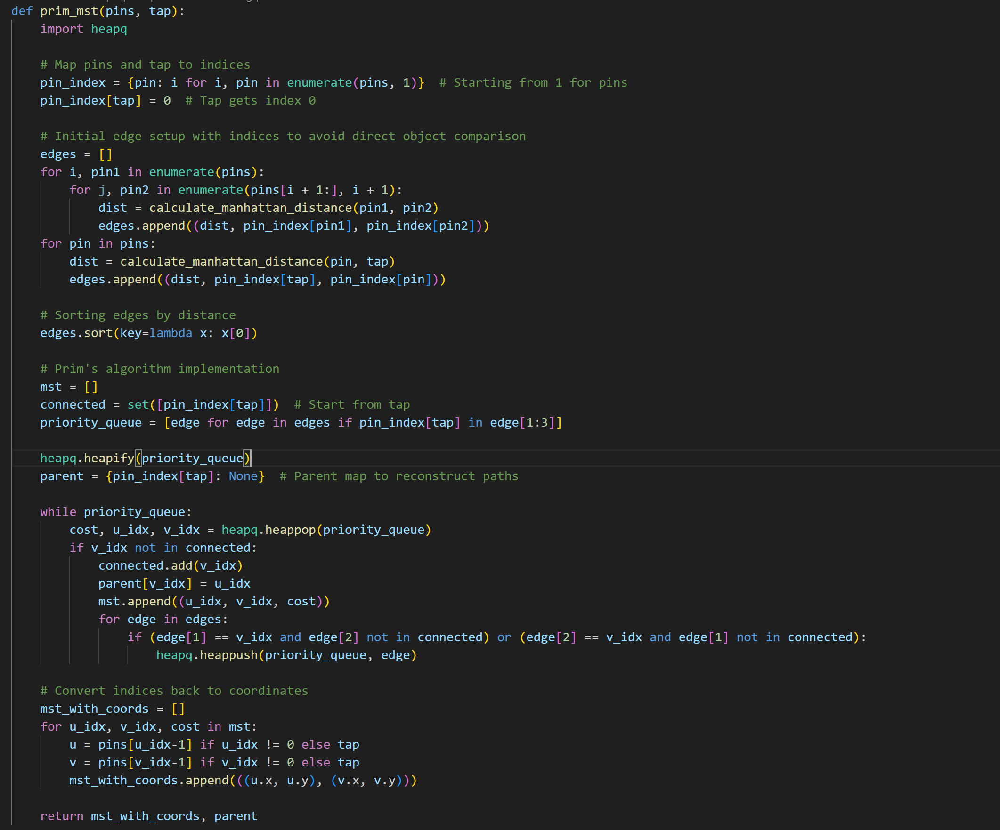 def prim_mst(pins, tap):
    import heapq

    # Map pins and tap to indices
    pin_index = {pin: i for i, pin in enumerate(pins, 1)}  # Starting from 1 for pins
    pin_index[tap] = 0  # Tap gets index 0

    # Initial edge setup with indices to avoid direct object comparison
    edges = []
    for i, pin1 in enumerate(pins):
        for j, pin2 in enumerate(pins[i + 1:], i + 1):
            dist = calculate_manhattan_distance(pin1, pin2)
            edges.append((dist, pin_index[pin1], pin_index[pin2]))
    for pin in pins:
        dist = calculate_manhattan_distance(pin, tap)
        edges.append((dist, pin_index[tap], pin_index[pin]))

    # Sorting edges by distance
    edges.sort(key=lambda x: x[0])

    # Prim's algorithm implementation
    mst = []
    connected = set([pin_index[tap]])  # Start from tap
    priority_queue = [edge for edge in edges if pin_index[tap] in edge[1:3]]

    heapq.heapify(priority_queue)
    parent = {pin_index[tap]: None}  # Parent map to reconstruct paths

    while priority_queue:
        cost, u_idx, v_idx = heapq.heappop(priority_queue)
        if v_idx not in connected:
            connected.add(v_idx)
            parent[v_idx] = u_idx
            mst.append((u_idx, v_idx, cost))
            for edge in edges:
                if (edge[1] == v_idx and edge[2] not in connected) or (edge[2] == v_idx and edge[1] not in connected):
                    heapq.heappush(priority_queue, edge)

    # Convert indices back to coordinates
    mst_with_coords = []
    for u_idx, v_idx, cost in mst:
        u = pins[u_idx-1] if u_idx != 0 else tap
        v = pins[v_idx-1] if v_idx != 0 else tap
        mst_with_coords.append(((u.x, u.y), (v.x, v.y)))

    return mst_with_coords, parent